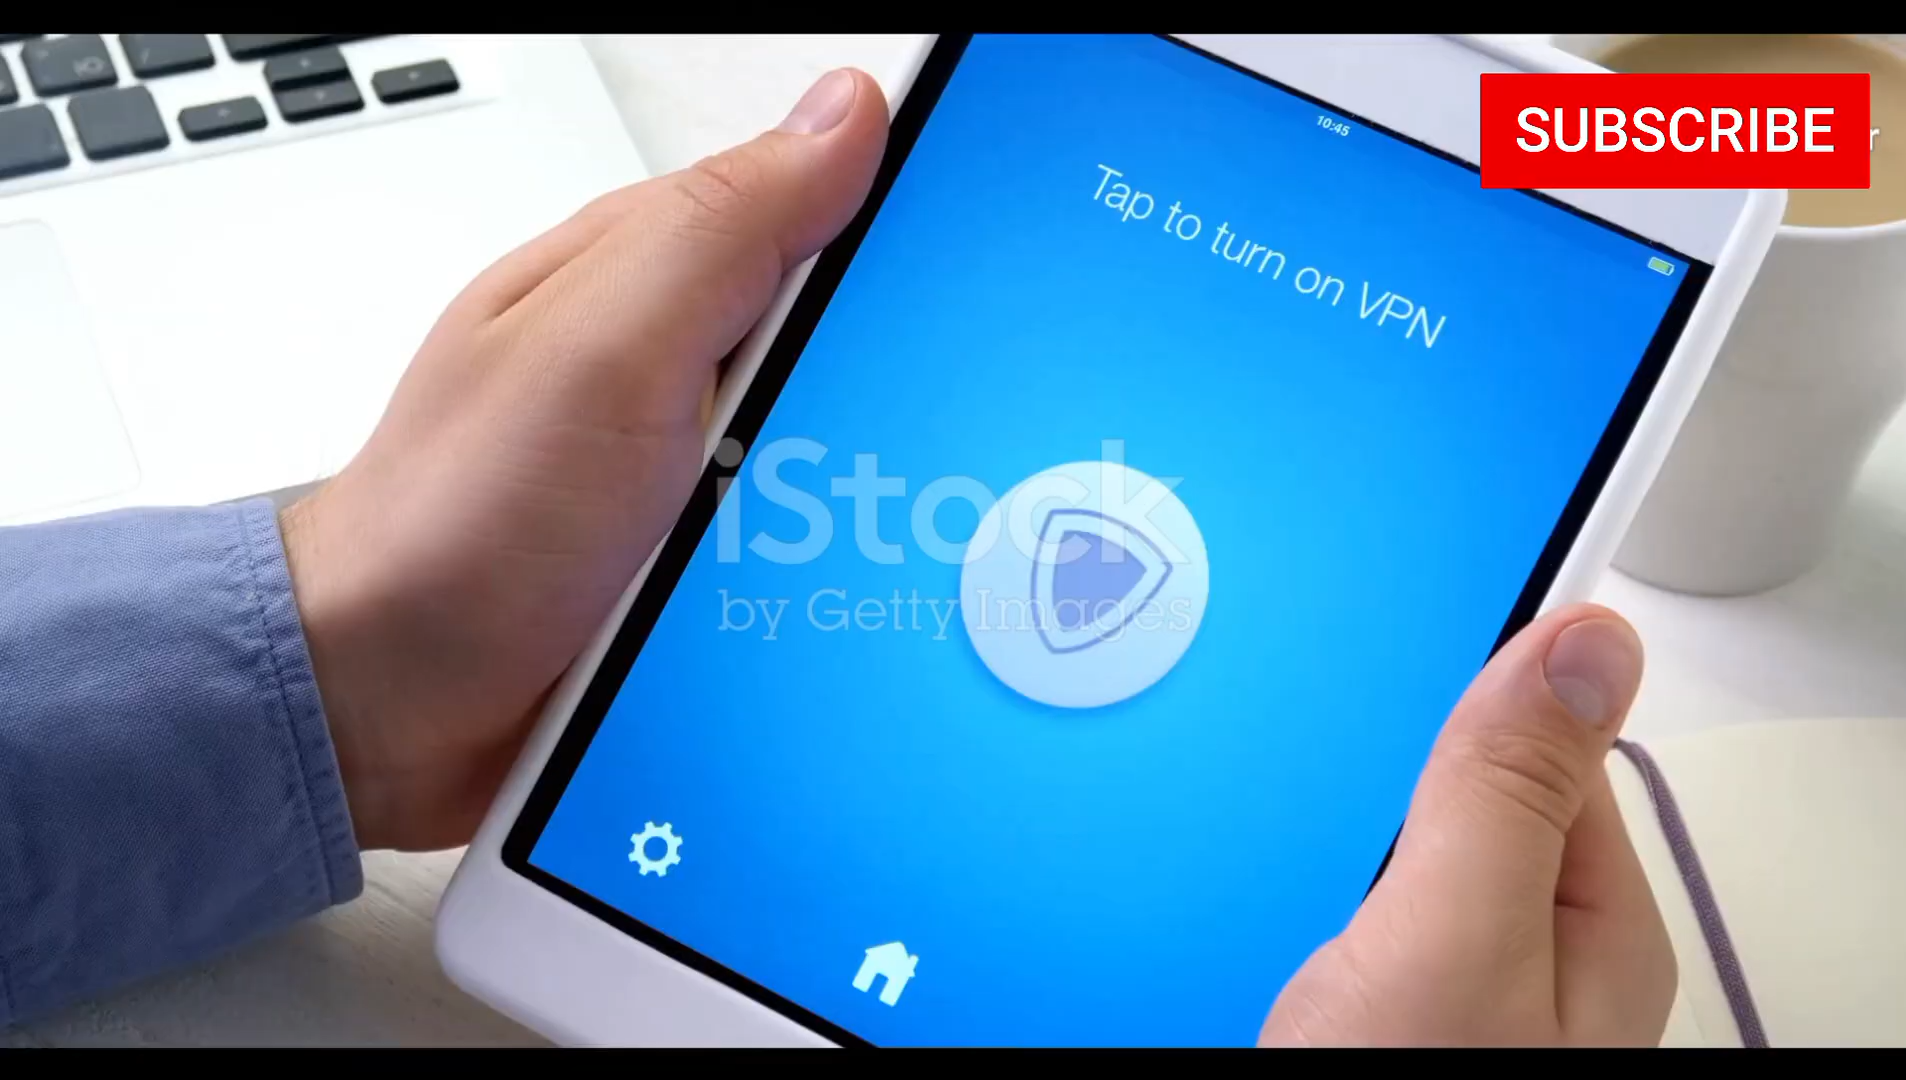 SUBSCRIBE
10:45
Tap to turn on VPN
iStock
by Getty Images